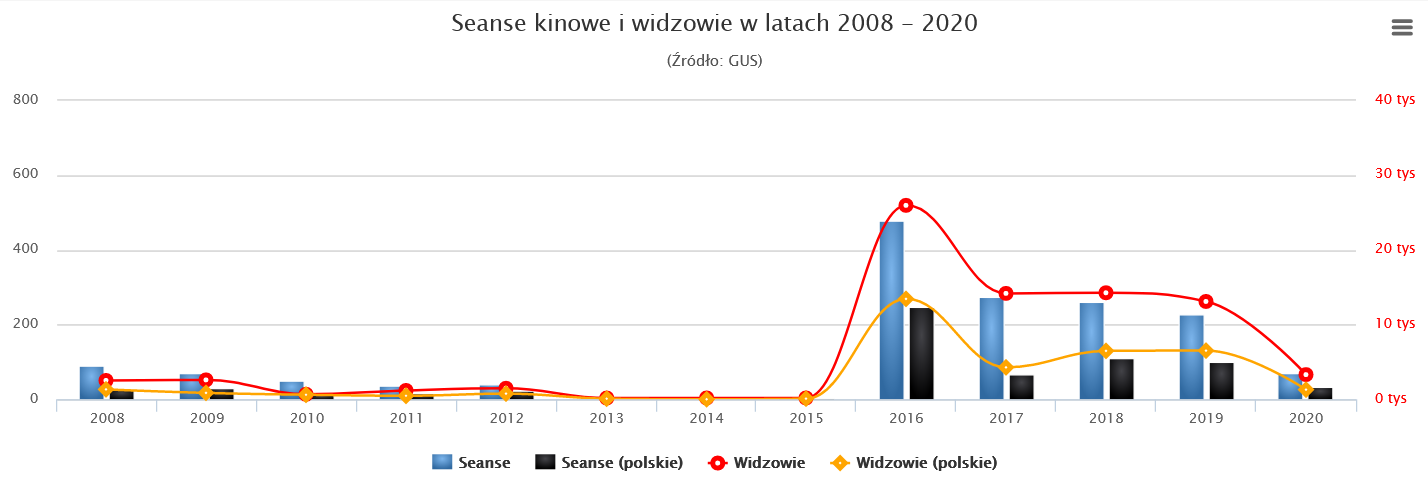 Seanse kinowe i widzowie w latach 2008 - 2020
(Źródło: GUS)
800 40 tys
600 30 tys
400 20 tys
200 10 tys
0 0 tys
2008 2009 2010 2011 2012 2013 2014 2015 2016 2017 2018 2019 2020
Seanse Seanse (polskie) Widzowie Widzowie (polskie)